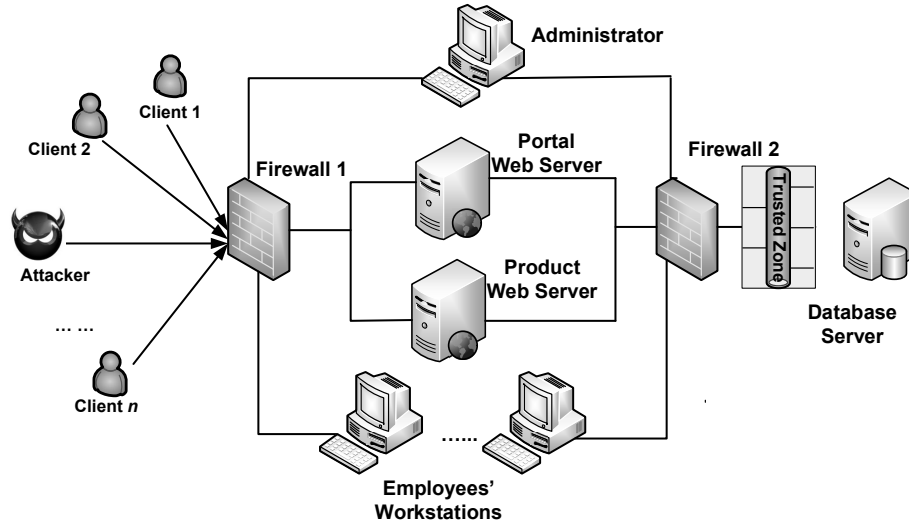 Administrator
Client 1
Client 2
Firewall 1
Portal
Web Server
Firewall 2
Trusted Zone
Attacker
Product
Web Server
Database
Server
... ...
Client n
…...
Employees’
Workstations